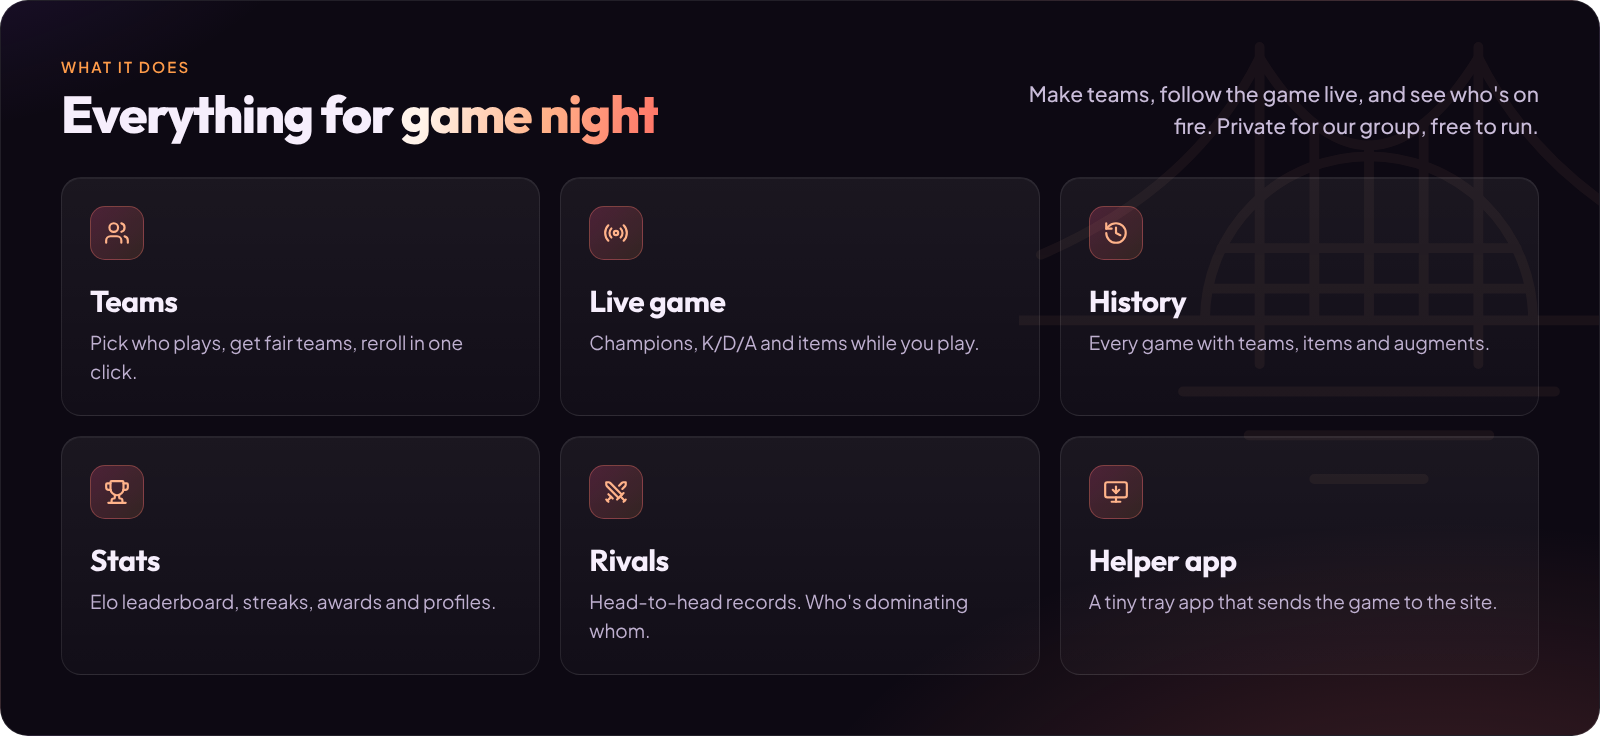 WHAT IT DOES
Everything for game night
Make teams, follow the game live, and see who's on
fire. Private for our group, free to run.
Teams
Pick who plays, get fair teams, reroll in one
click.
Live game
Champions, K/D/A and items while you play.
History
Every game with teams, items and augments.
Stats
Elo leaderboard, streaks, awards and profiles.
Rivals
Head-to-head records. Who's dominating
whom.
Helper app
A tiny tray app that sends the game to the site.